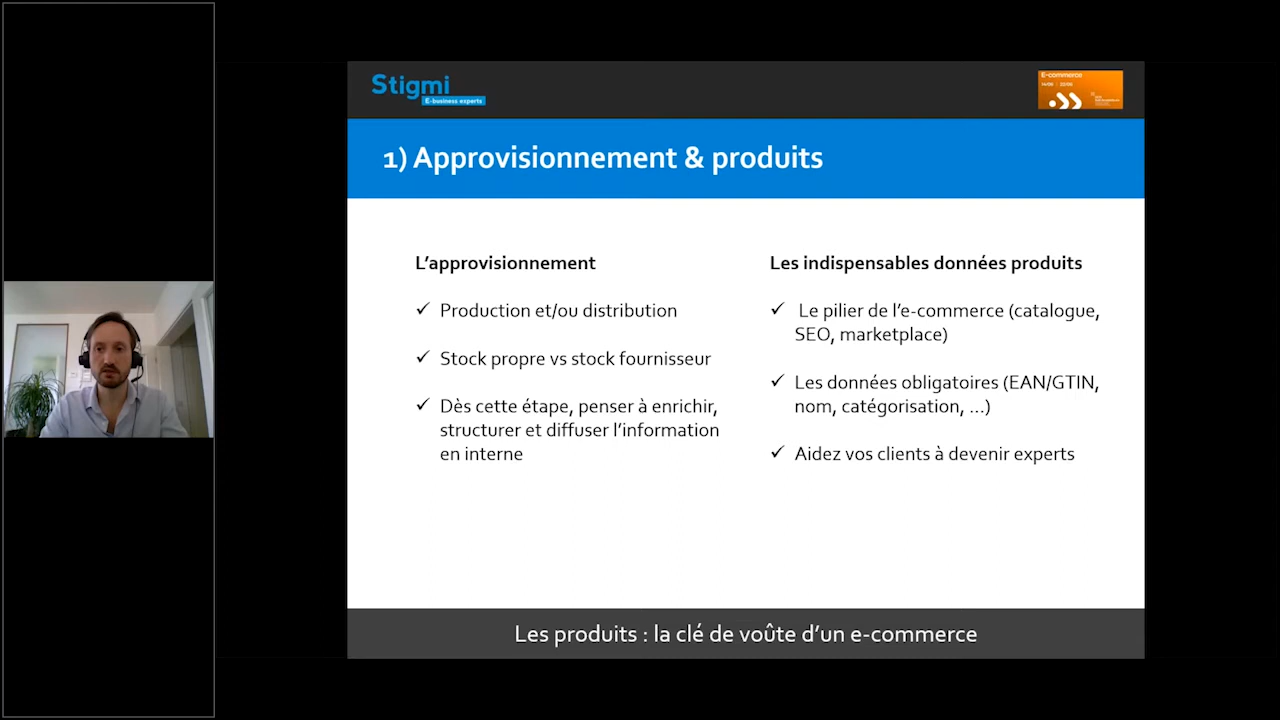 Stigmi
E-business experts
E-commerce
1) Approvisionnement & produits
L’approvisionnement
✓ Production et/ou distribution
✓ Stock propre vs stock fournisseur
✓ Dès cette étape, penser à enrichir,
structurer et diffuser l’information
en interne
Les indispensables données produits
✓ Le pilier de l’e-commerce (catalogue,
SEO, marketplace)
✓ Les données obligatoires (EAN/GTIN,
nom, catégorisation, ...)
✓ Aidez vos clients à devenir experts
Les produits : la clé de voûte d’un e-commerce